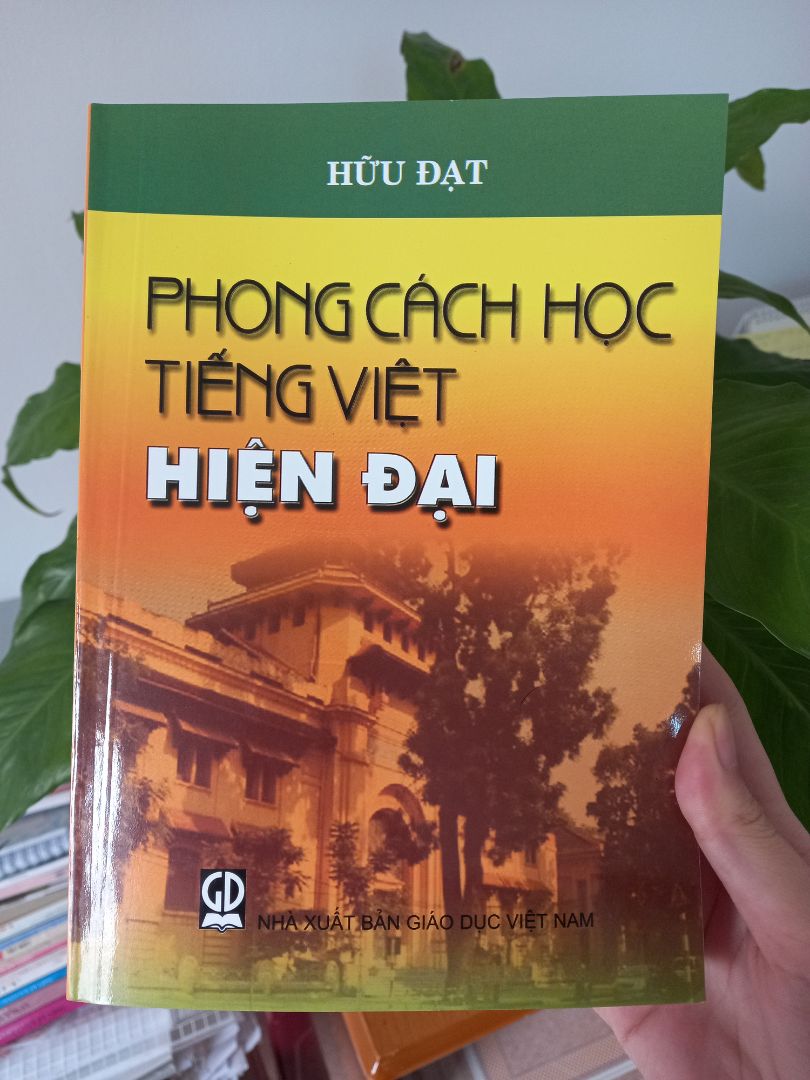 HỮU ĐẠT
PHONG CÁCH HỌC
TIẾNG VIỆT
HIỆN ĐẠI
GD
NHÀ XUẤT BẢN GIÁO DỤC VIỆT NAM